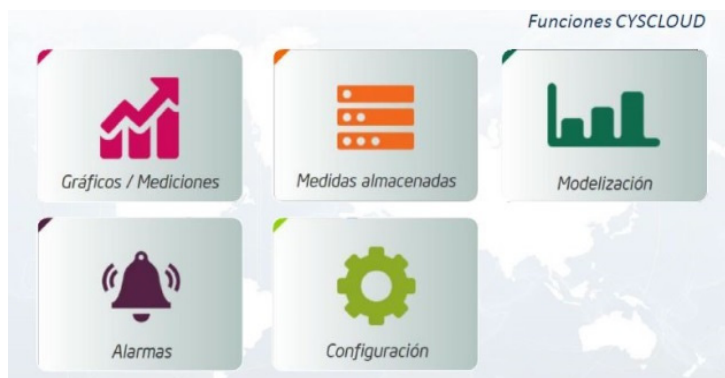 Funciones CYSCLOUD
Gráficos / Mediciones
Medidas almacenadas
Modelización
Alarmas
Configuración